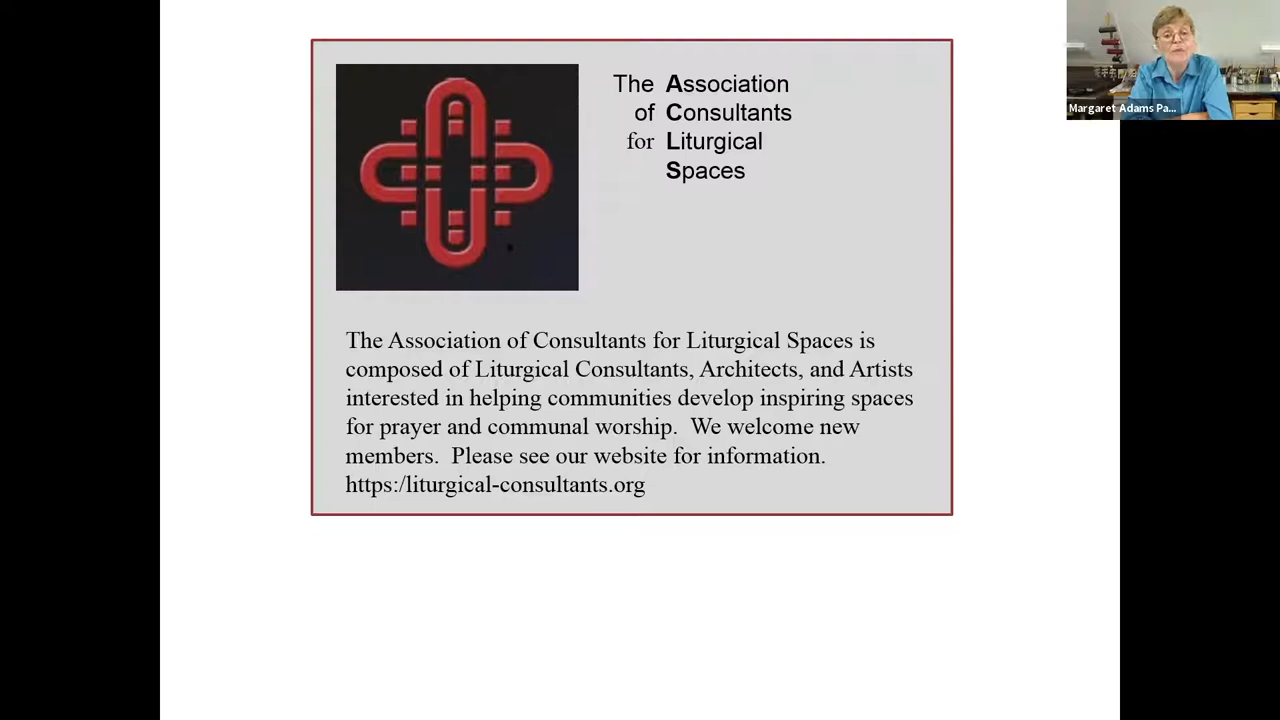 The Association
of Consultants
for Liturgical
Spaces
Margaret Adams Pa...
The Association of Consultants for Liturgical Spaces is
composed of Liturgical Consultants, Architects, and Artists
interested in helping communities develop inspiring spaces
for prayer and communal worship.  We welcome new
members.  Please see our website for information.
https:/liturgical-consultants.org